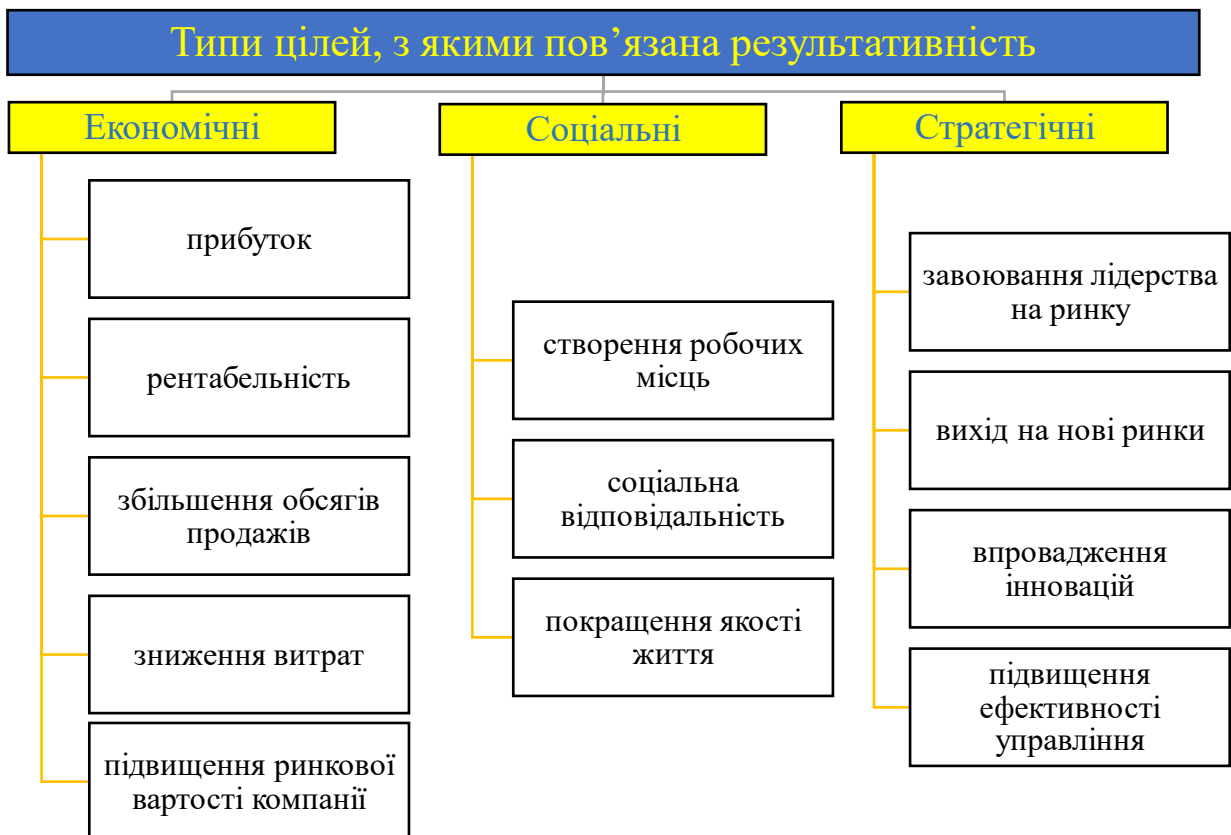 Типи цілей, з якими пов’язана результативність
Економічні
прибуток
рентабельність
збільшення обсягів
продажів
зниження витрат
підвищення ринкової
вартості компанії
Соціальні
створення робочих
місць
соціальна
відповідальність
покращення якості
життя
Стратегічні
завоювання лідерства
на ринку
вихід на нові ринки
впровадження
інновацій
підвищення
ефективності
управління